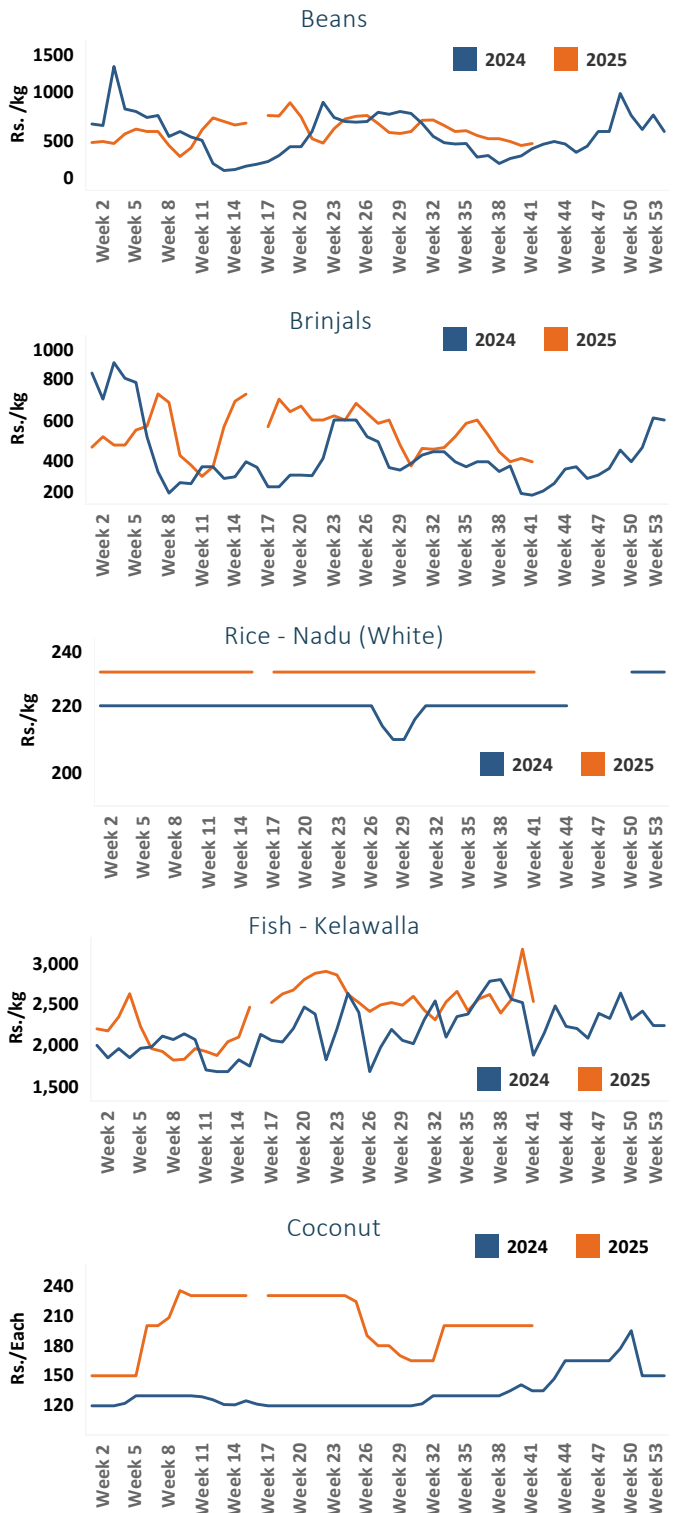 Beans
2024 2025
Rs. /kg
1500
1000
500
0
Week 2 Week 5 Week 8 Week 11 Week 14 Week 17 Week 20 Week 23 Week 26 Week 29 Week 32 Week 35 Week 38 Week 41 Week 44 Week 47 Week 50 Week 53
Brinjals
2024 2025
Rs./kg
1000
800
600
400
200
Week 2 Week 5 Week 8 Week 11 Week 14 Week 17 Week 20 Week 23 Week 26 Week 29 Week 32 Week 35 Week 38 Week 41 Week 44 Week 47 Week 50 Week 53
Rice - Nadu (White)
Rs./kg
240
220
200
2024 2025
Week 2 Week 5 Week 8 Week 11 Week 14 Week 17 Week 20 Week 23 Week 26 Week 29 Week 32 Week 35 Week 38 Week 41 Week 44 Week 47 Week 50 Week 53
Fish - Kelawalla
Rs./kg
3,000
2,500
2,000
1,500
2024 2025
Week 2 Week 5 Week 8 Week 11 Week 14 Week 17 Week 20 Week 23 Week 26 Week 29 Week 32 Week 35 Week 38 Week 41 Week 44 Week 47 Week 50 Week 53
Coconut
2024 2025
Rs./Each
240
210
180
150
120
Week 2 Week 5 Week 8 Week 11 Week 14 Week 17 Week 20 Week 23 Week 26 Week 29 Week 32 Week 35 Week 38 Week 41 Week 44 Week 47 Week 50 Week 53